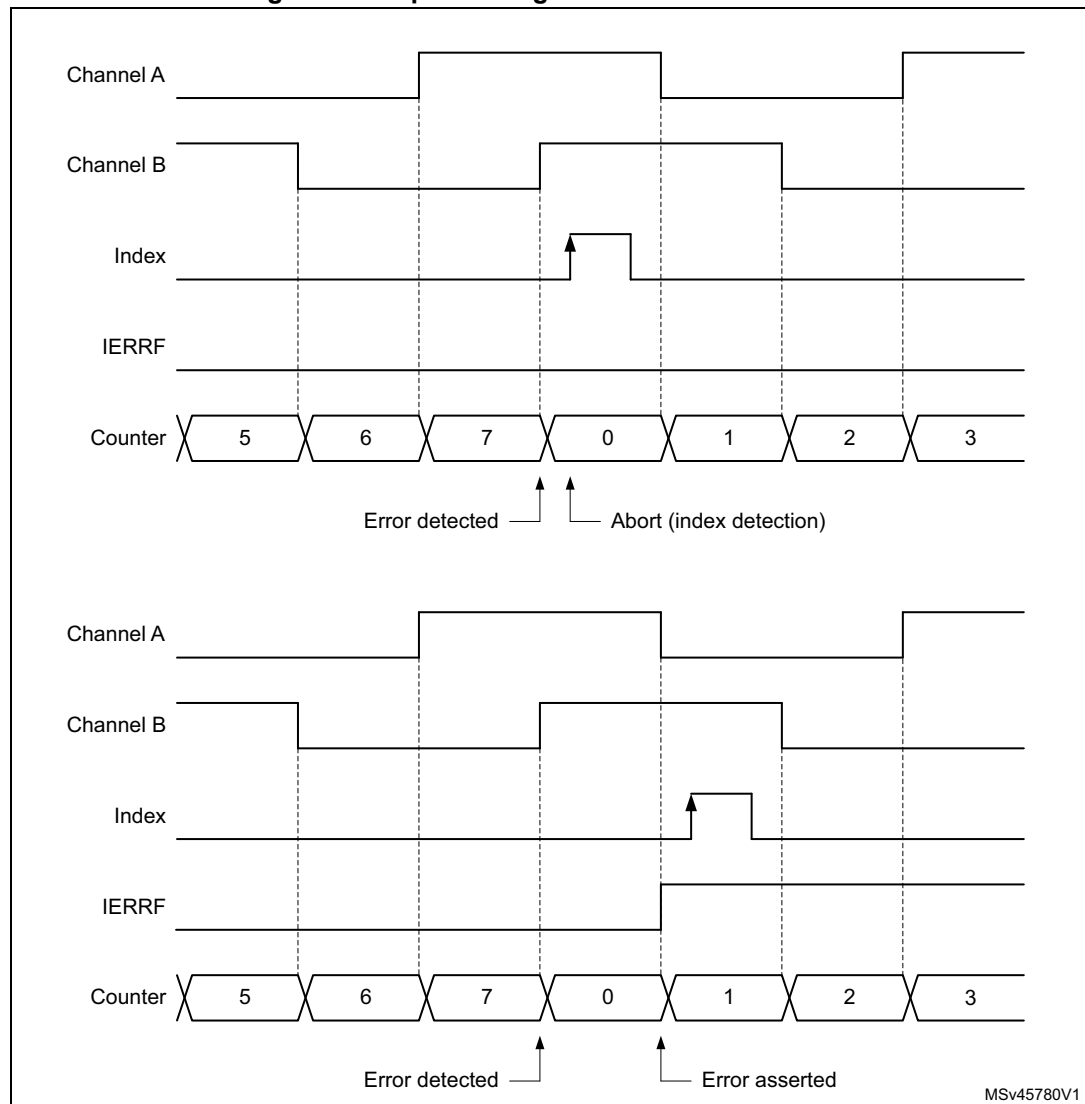 Channel A
Channel B
Index
IERRF
Counter 5 6 7 0 1 2 3
Error detected Abort (index detection)
Channel A
Channel B
Index
IERRF
Counter 5 6 7 0 1 2 3
Error detected Error asserted
MSv45780V1